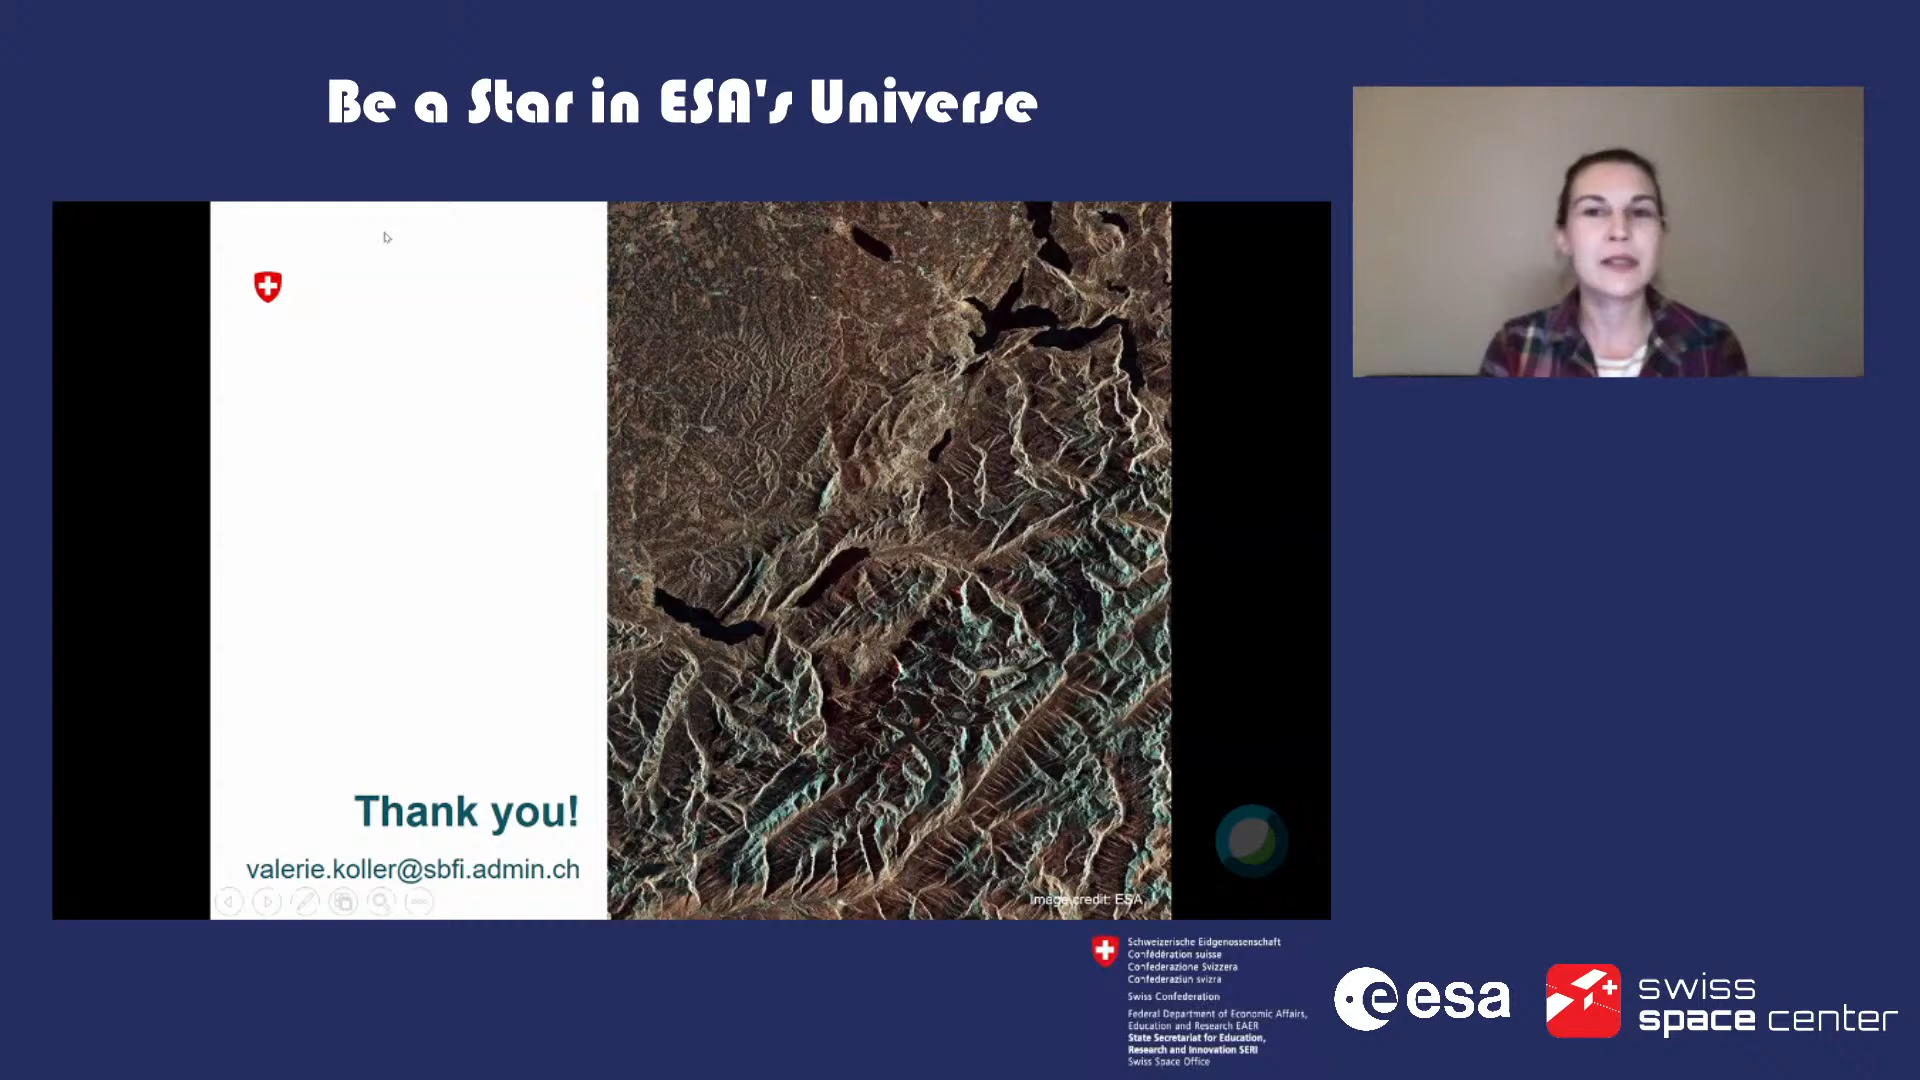 Be a Star in ESA's Universe
Thank you!
valerie.koller@sbfi.admin.ch
Image credit: ESA
Schweizerische Eidgenossenschaft
Confédération suisse
Confederazione Svizzera
Confederaziun svizra
Swiss Confederation
Federal Department of Economic Affairs,
Education and Research EAER
State Secretariat for Education,
Research and Innovation SERI
Swiss Space Office
esa
swiss
space center